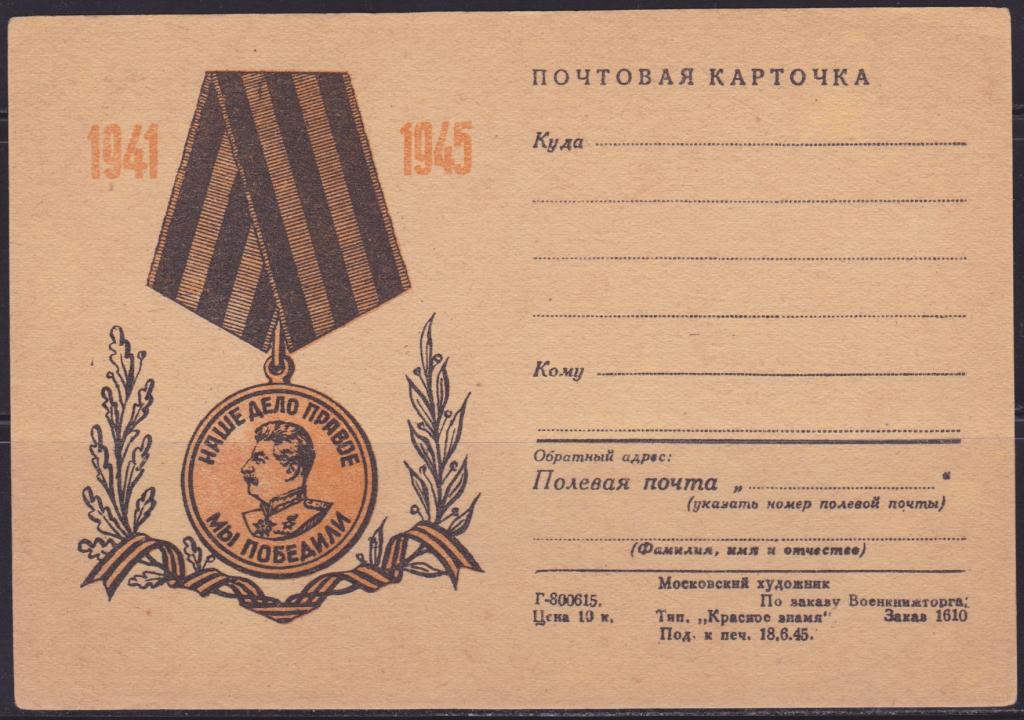 1941 1945
НАШЕ ДЕЛО ПРАВОЕ
МЫ ПОБЕДИЛИ
ПОЧТОВАЯ КАРТОЧКА
Куда
Кому
Обратный адрес:
Полевая почта „ “
(указать номер полевой почты)
(Фамилия, имя и отчество)
Московский художник
Г-800615. По заказу Военкнижторга;
Цена 10 к. Тип. „Красное знамя“ Заказ 1610
Под. к печ. 18.6.45.